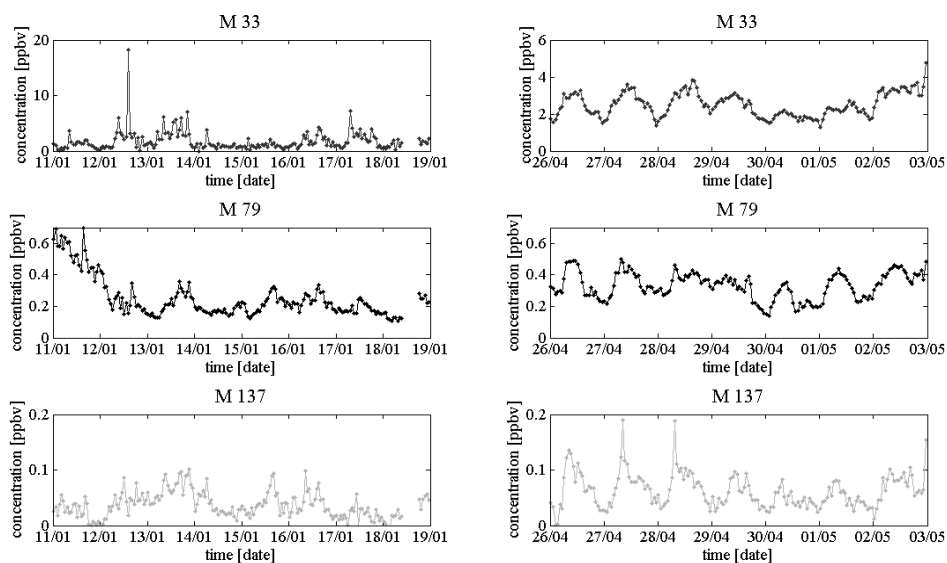 M 33
concentration [ppbv]
20
10
0
11/01 12/01 13/01 14/01 15/01 16/01 17/01 18/01 19/01
time [date]
M 33
concentration [ppbv]
6
4
2
0
26/04 27/04 28/04 29/04 30/04 01/05 02/05 03/05
time [date]
M 79
concentration [ppbv]
0.6
0.4
0.2
0
11/01 12/01 13/01 14/01 15/01 16/01 17/01 18/01 19/01
time [date]
M 79
concentration [ppbv]
0.6
0.4
0.2
0
26/04 27/04 28/04 29/04 30/04 01/05 02/05 03/05
time [date]
M 137
concentration [ppbv]
0.2
0.1
0
11/01 12/01 13/01 14/01 15/01 16/01 17/01 18/01 19/01
time [date]
M 137
concentration [ppbv]
0.2
0.1
0
26/04 27/04 28/04 29/04 30/04 01/05 02/05 03/05
time [date]